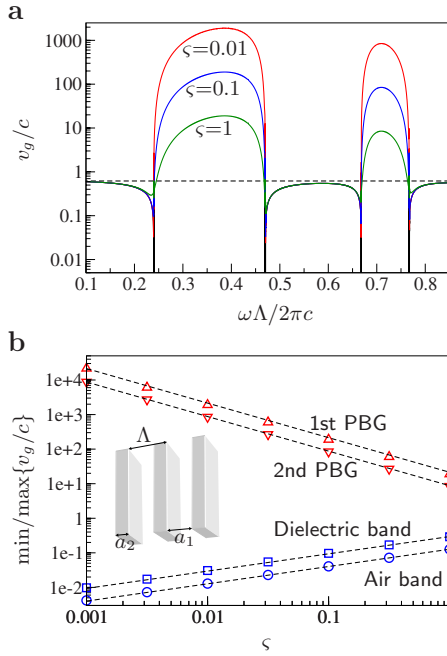 a
1000
100
10
1
0.1
0.01
v_g/c
ς=0.01
ς=0.1
ς=1
0.1 0.2 0.3 0.4 0.5 0.6 0.7 0.8
ωΛ/2πc
b
1e+4
1e+3
1e+2
1e+1
1
1e-1
1e-2
min/max{v_g/c}
1st PBG
2nd PBG
Λ
a_2
a_1
Dielectric band
Air band
0.001 0.01 0.1
ς